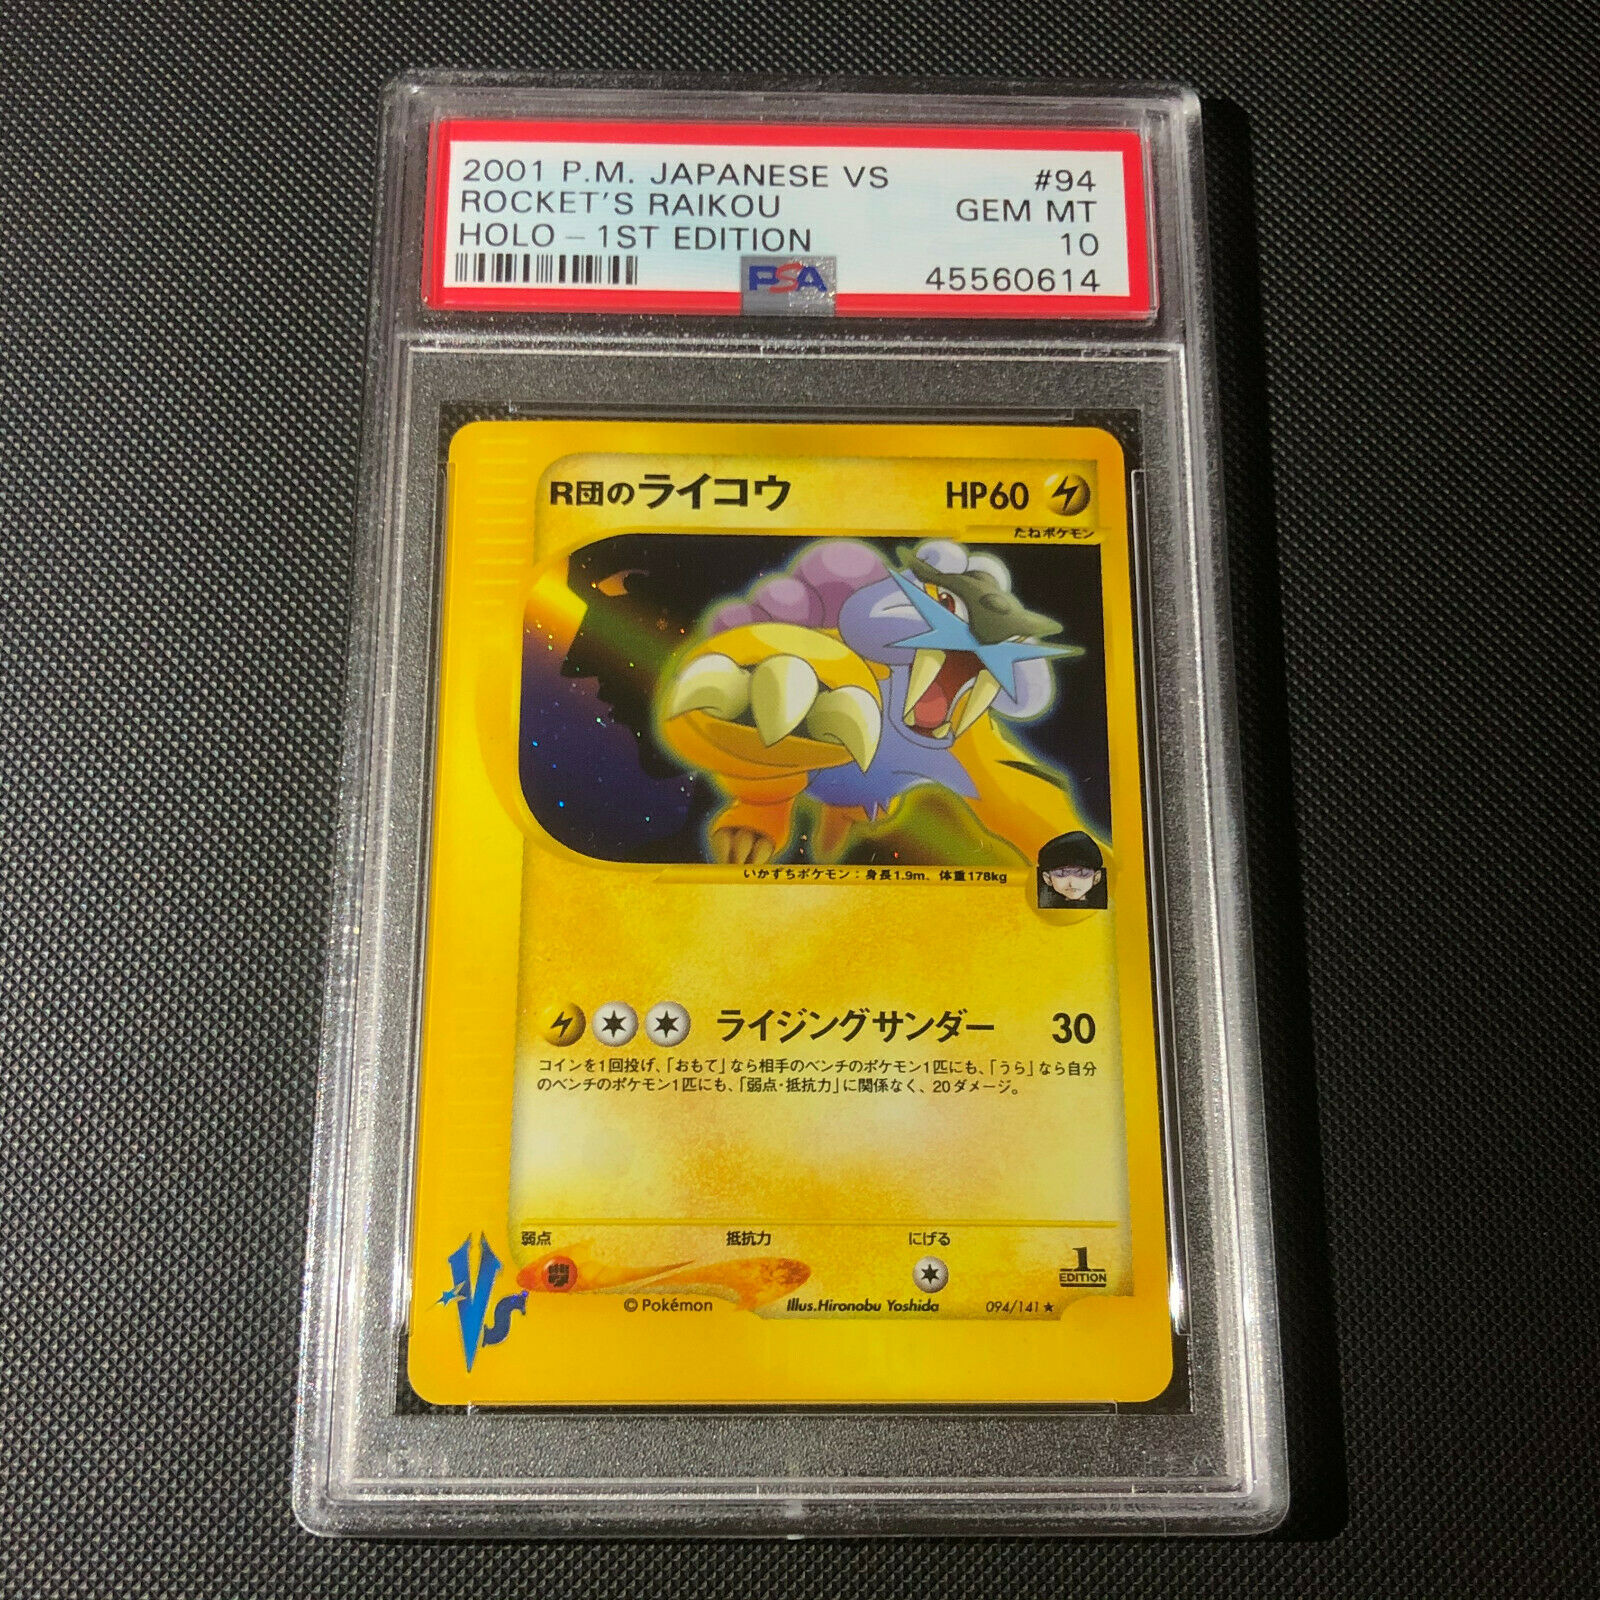 2001 P.M. JAPANESE VS #94
ROCKET'S RAIKOU GEM MT
HOLO - 1ST EDITION 10
PSA 45560614
R団のライコウ HP60
たねポケモン
いかずちポケモン：身長1.9m、体重178kg
ライジングサンダー 30
コインを1回投げ、「おもて」なら相手のベンチのポケモン1匹にも、「うら」なら自分
のベンチのポケモン1匹にも、「弱点・抵抗力」に関係なく、20ダメージ。
弱点 抵抗力 にげる
1
EDITION
VS
©Pokémon Illus.Hironobu Yoshida 094/141★